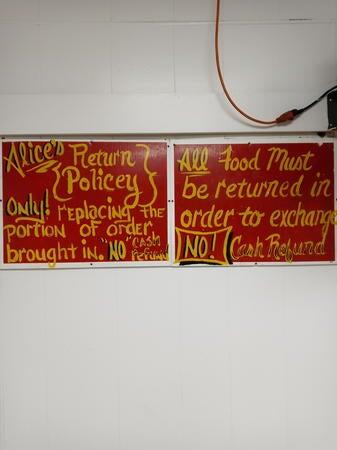 Alice's Return
{Policey}
Only! replacing the
portion of order
brought in. "NO" Cash
Refund
All Food Must
be returned in
order to exchange
NO! Cash Refund